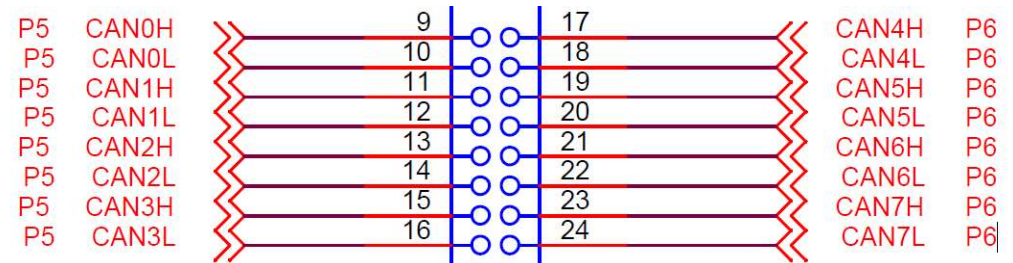 P5 CAN0H 9 17 CAN4H P6
P5 CAN0L 10 18 CAN4L P6
P5 CAN1H 11 19 CAN5H P6
P5 CAN1L 12 20 CAN5L P6
P5 CAN2H 13 21 CAN6H P6
P5 CAN2L 14 22 CAN6L P6
P5 CAN3H 15 23 CAN7H P6
P5 CAN3L 16 24 CAN7L P6